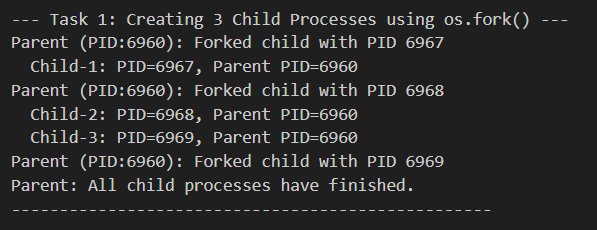 --- Task 1: Creating 3 Child Processes using os.fork() ---
Parent (PID:6960): Forked child with PID 6967
  Child-1: PID=6967, Parent PID=6960
Parent (PID:6960): Forked child with PID 6968
  Child-2: PID=6968, Parent PID=6960
  Child-3: PID=6969, Parent PID=6960
Parent (PID:6960): Forked child with PID 6969
Parent: All child processes have finished.
--------------------------------------------------